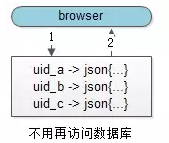 browser
1
2
uid_a -> json{...}
uid_b -> json{...}
uid_c -> json{...}
不用再访问数据库